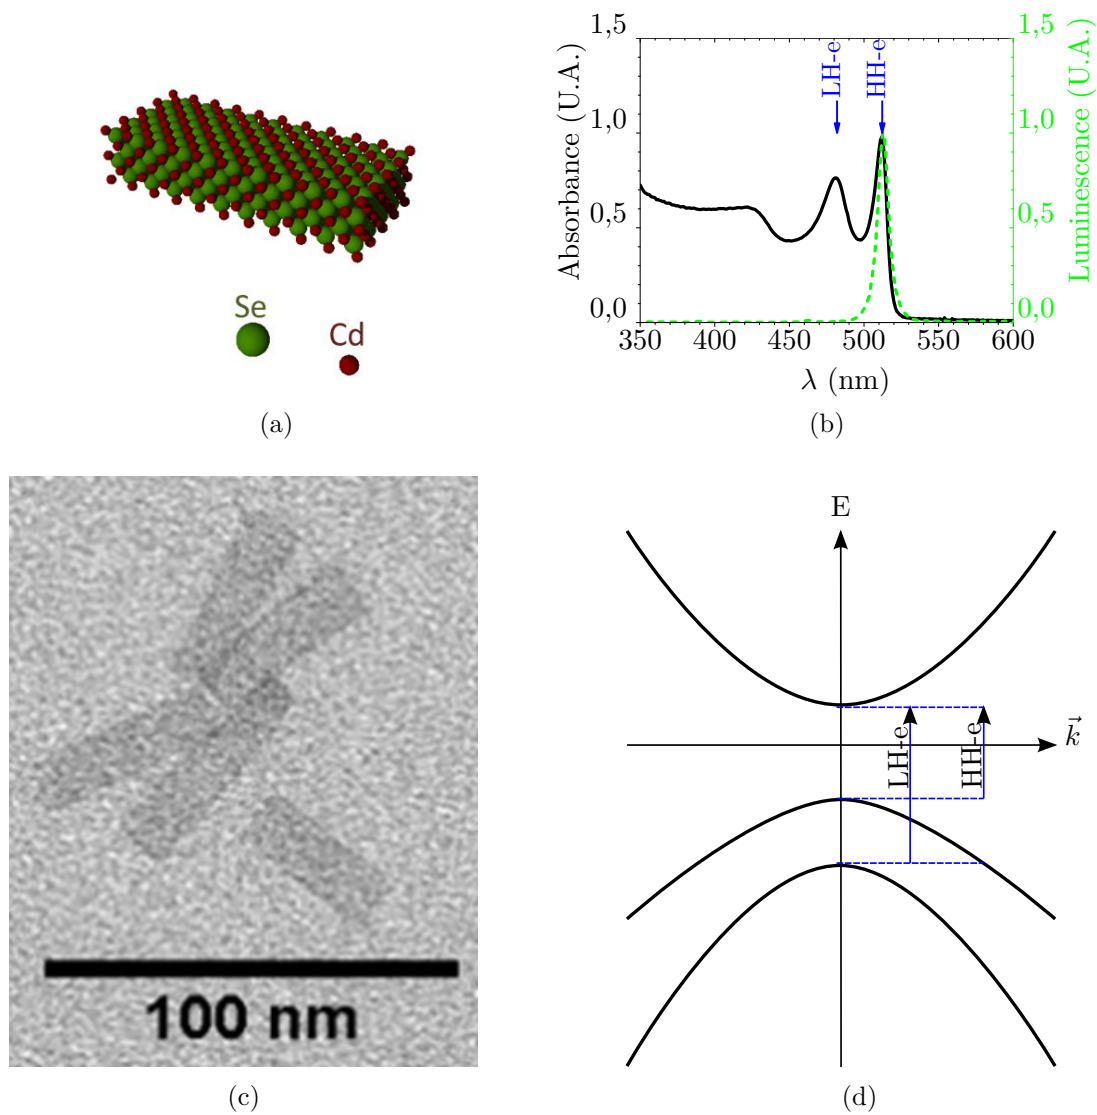 Se
Cd
(a)
Absorbance (U.A.)
1,5
1,0
0,5
0,0
LH-e
HH-e
1,5
1,0
0,5
0,0
Luminescence (U.A.)
350
400
450
500
550
600
λ (nm)
(b)
100 nm
(c)
E
LH-e
HH-e
k⃗
(d)